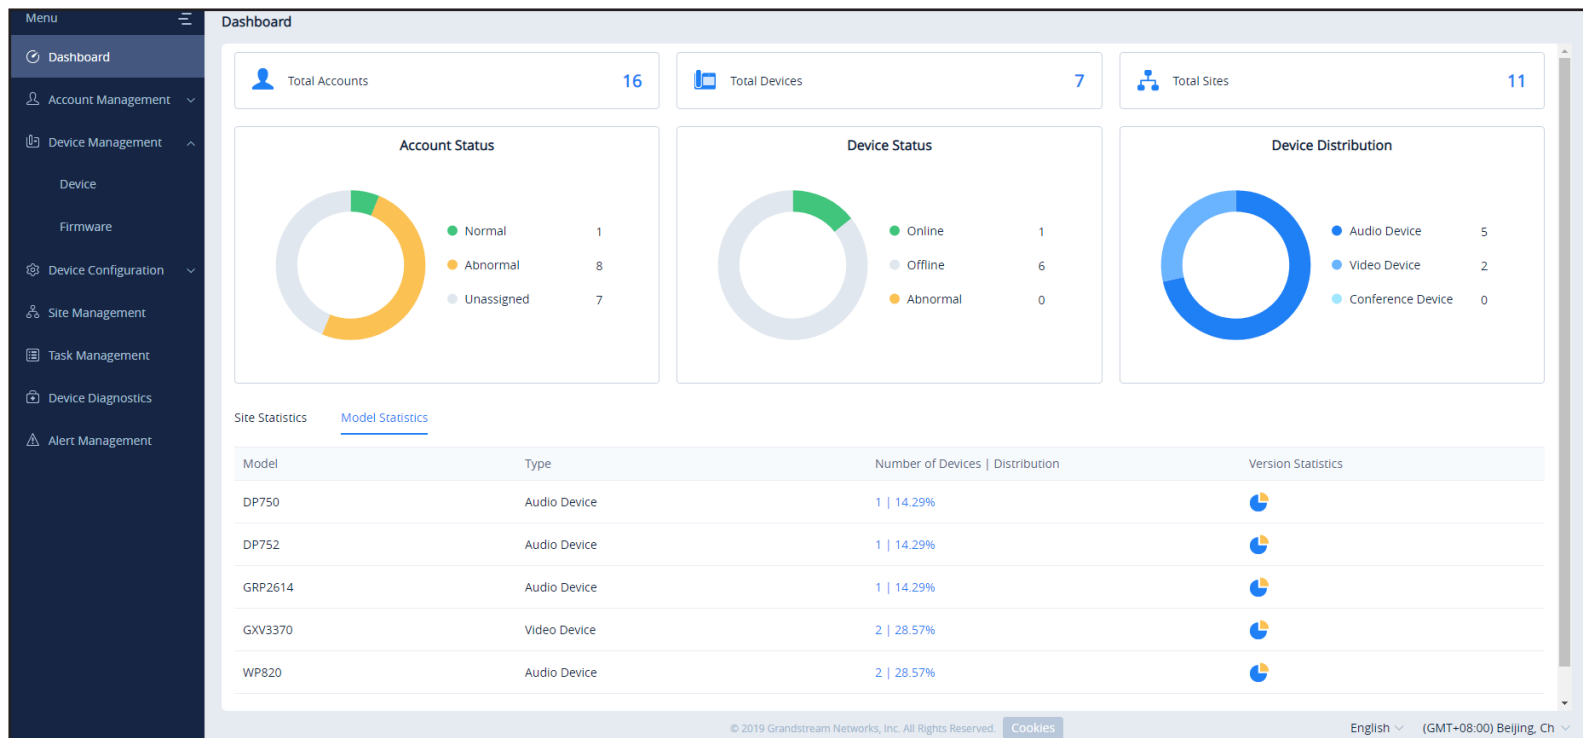 Menu
Dashboard
Account Management
Device Management
Device
Firmware
Device Configuration
Site Management
Task Management
Device Diagnostics
Alert Management
Dashboard
Total Accounts 16
Total Devices 7
Total Sites 11
Account Status
Normal 1
Abnormal 8
Unassigned 7
Device Status
Online 1
Offline 6
Abnormal 0
Device Distribution
Audio Device 5
Video Device 2
Conference Device 0
Site Statistics Model Statistics
Model Type Number of Devices | Distribution Version Statistics
DP750 Audio Device 1 | 14.29%
DP752 Audio Device 1 | 14.29%
GRP2614 Audio Device 1 | 14.29%
GXV3370 Video Device 2 | 28.57%
WP820 Audio Device 2 | 28.57%
© 2019 Grandstream Networks, Inc. All Rights Reserved. Cookies English (GMT+08:00) Beijing, Ch